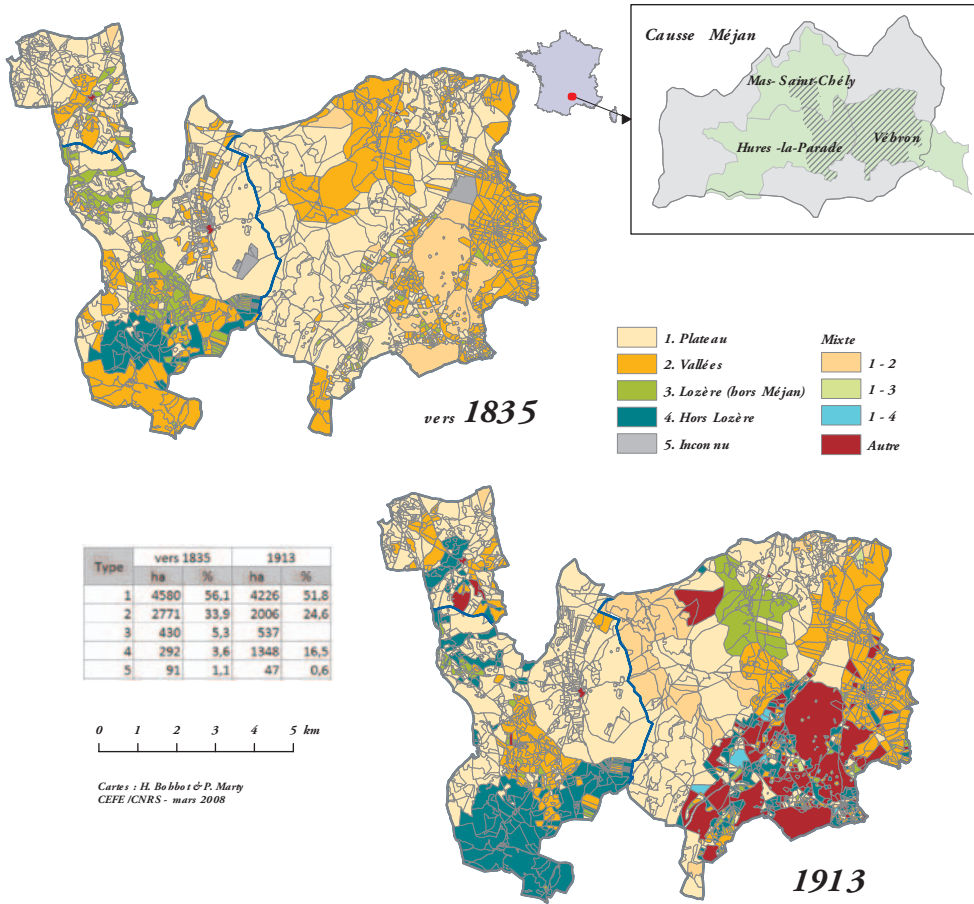 Causse Méjan
Mas-Saint-Chély
Hures-la-Parade
Vébron
vers 1835
1. Plateau
2. Vallées
3. Lozère (hors Méjan)
4. Hors Lozère
5. Inconnu
Mixte
1 - 2
1 - 3
1 - 4
Autre
Type vers 1835 1913
ha % ha %
1 4580 56,1 4226 51,8
2 2771 33,9 2006 24,6
3 430 5,3 537
4 292 3,6 1348 16,5
5 91 1,1 47 0,6
0 1 2 3 4 5 km
Cartes : H. Bohbot & P. Marty
CEFE /CNRS - mars 2008
1913